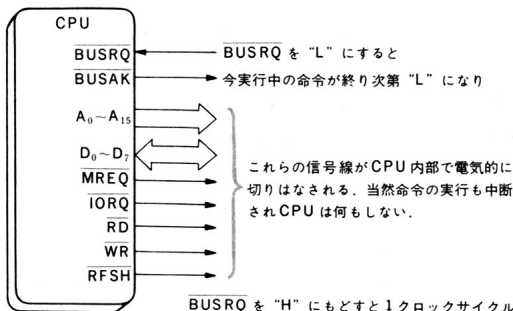 CPU
BUSRQ
BUSRQ を “L” にすると
BUSAK
今実行中の命令が終り次第 “L” になり
A₀~A₁₅
D₀~D₇
これらの信号線がCPU内部で電気的に
MREQ
切りはなされる．当然命令の実行も中断
IORQ
されCPUは何もしない．
RD
WR
RFSH
BUSRQ を “H” にもどすと1クロックサイクル